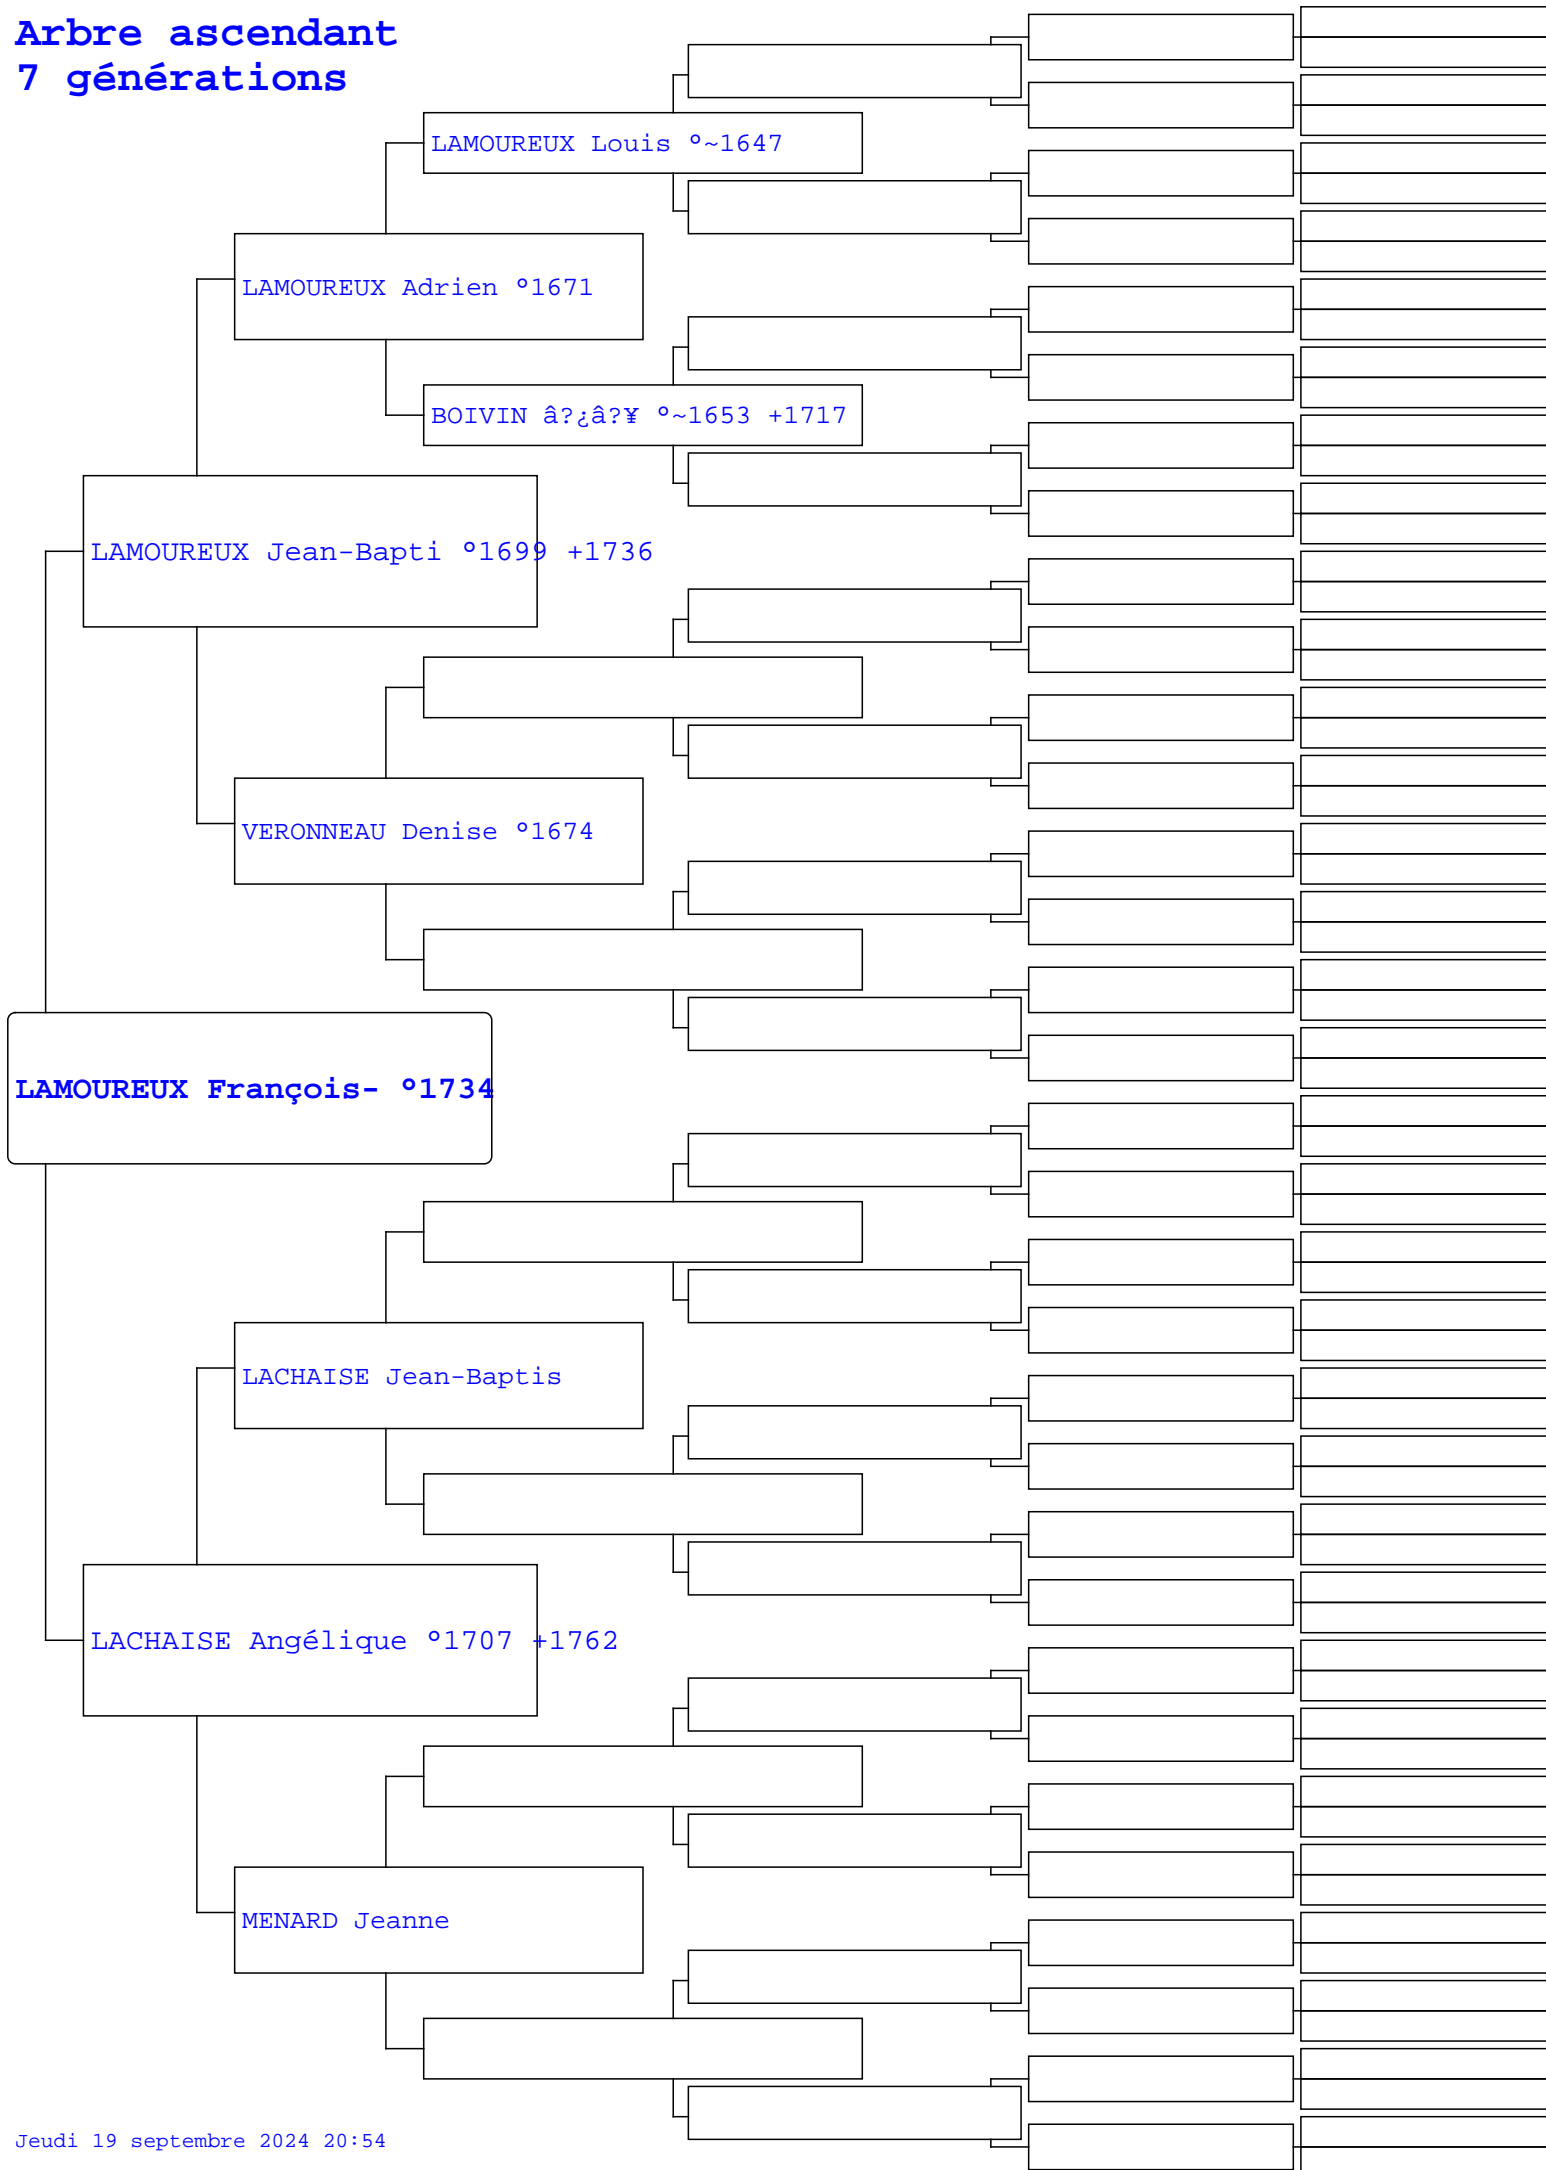 Arbre ascendant
7 générations
LAMOUREUX Louis °~1647
LAMOUREUX Adrien °1671
BOIVIN â?¿â?¥ °~1653 +1717
LAMOUREUX Jean-Bapti °1699 +1736
VERONNEAU Denise °1674
LAMOUREUX François- °1734
LACHAISE Jean-Baptis
LACHAISE Angélique °1707 +1762
MENARD Jeanne
Jeudi 19 septembre 2024 20:54